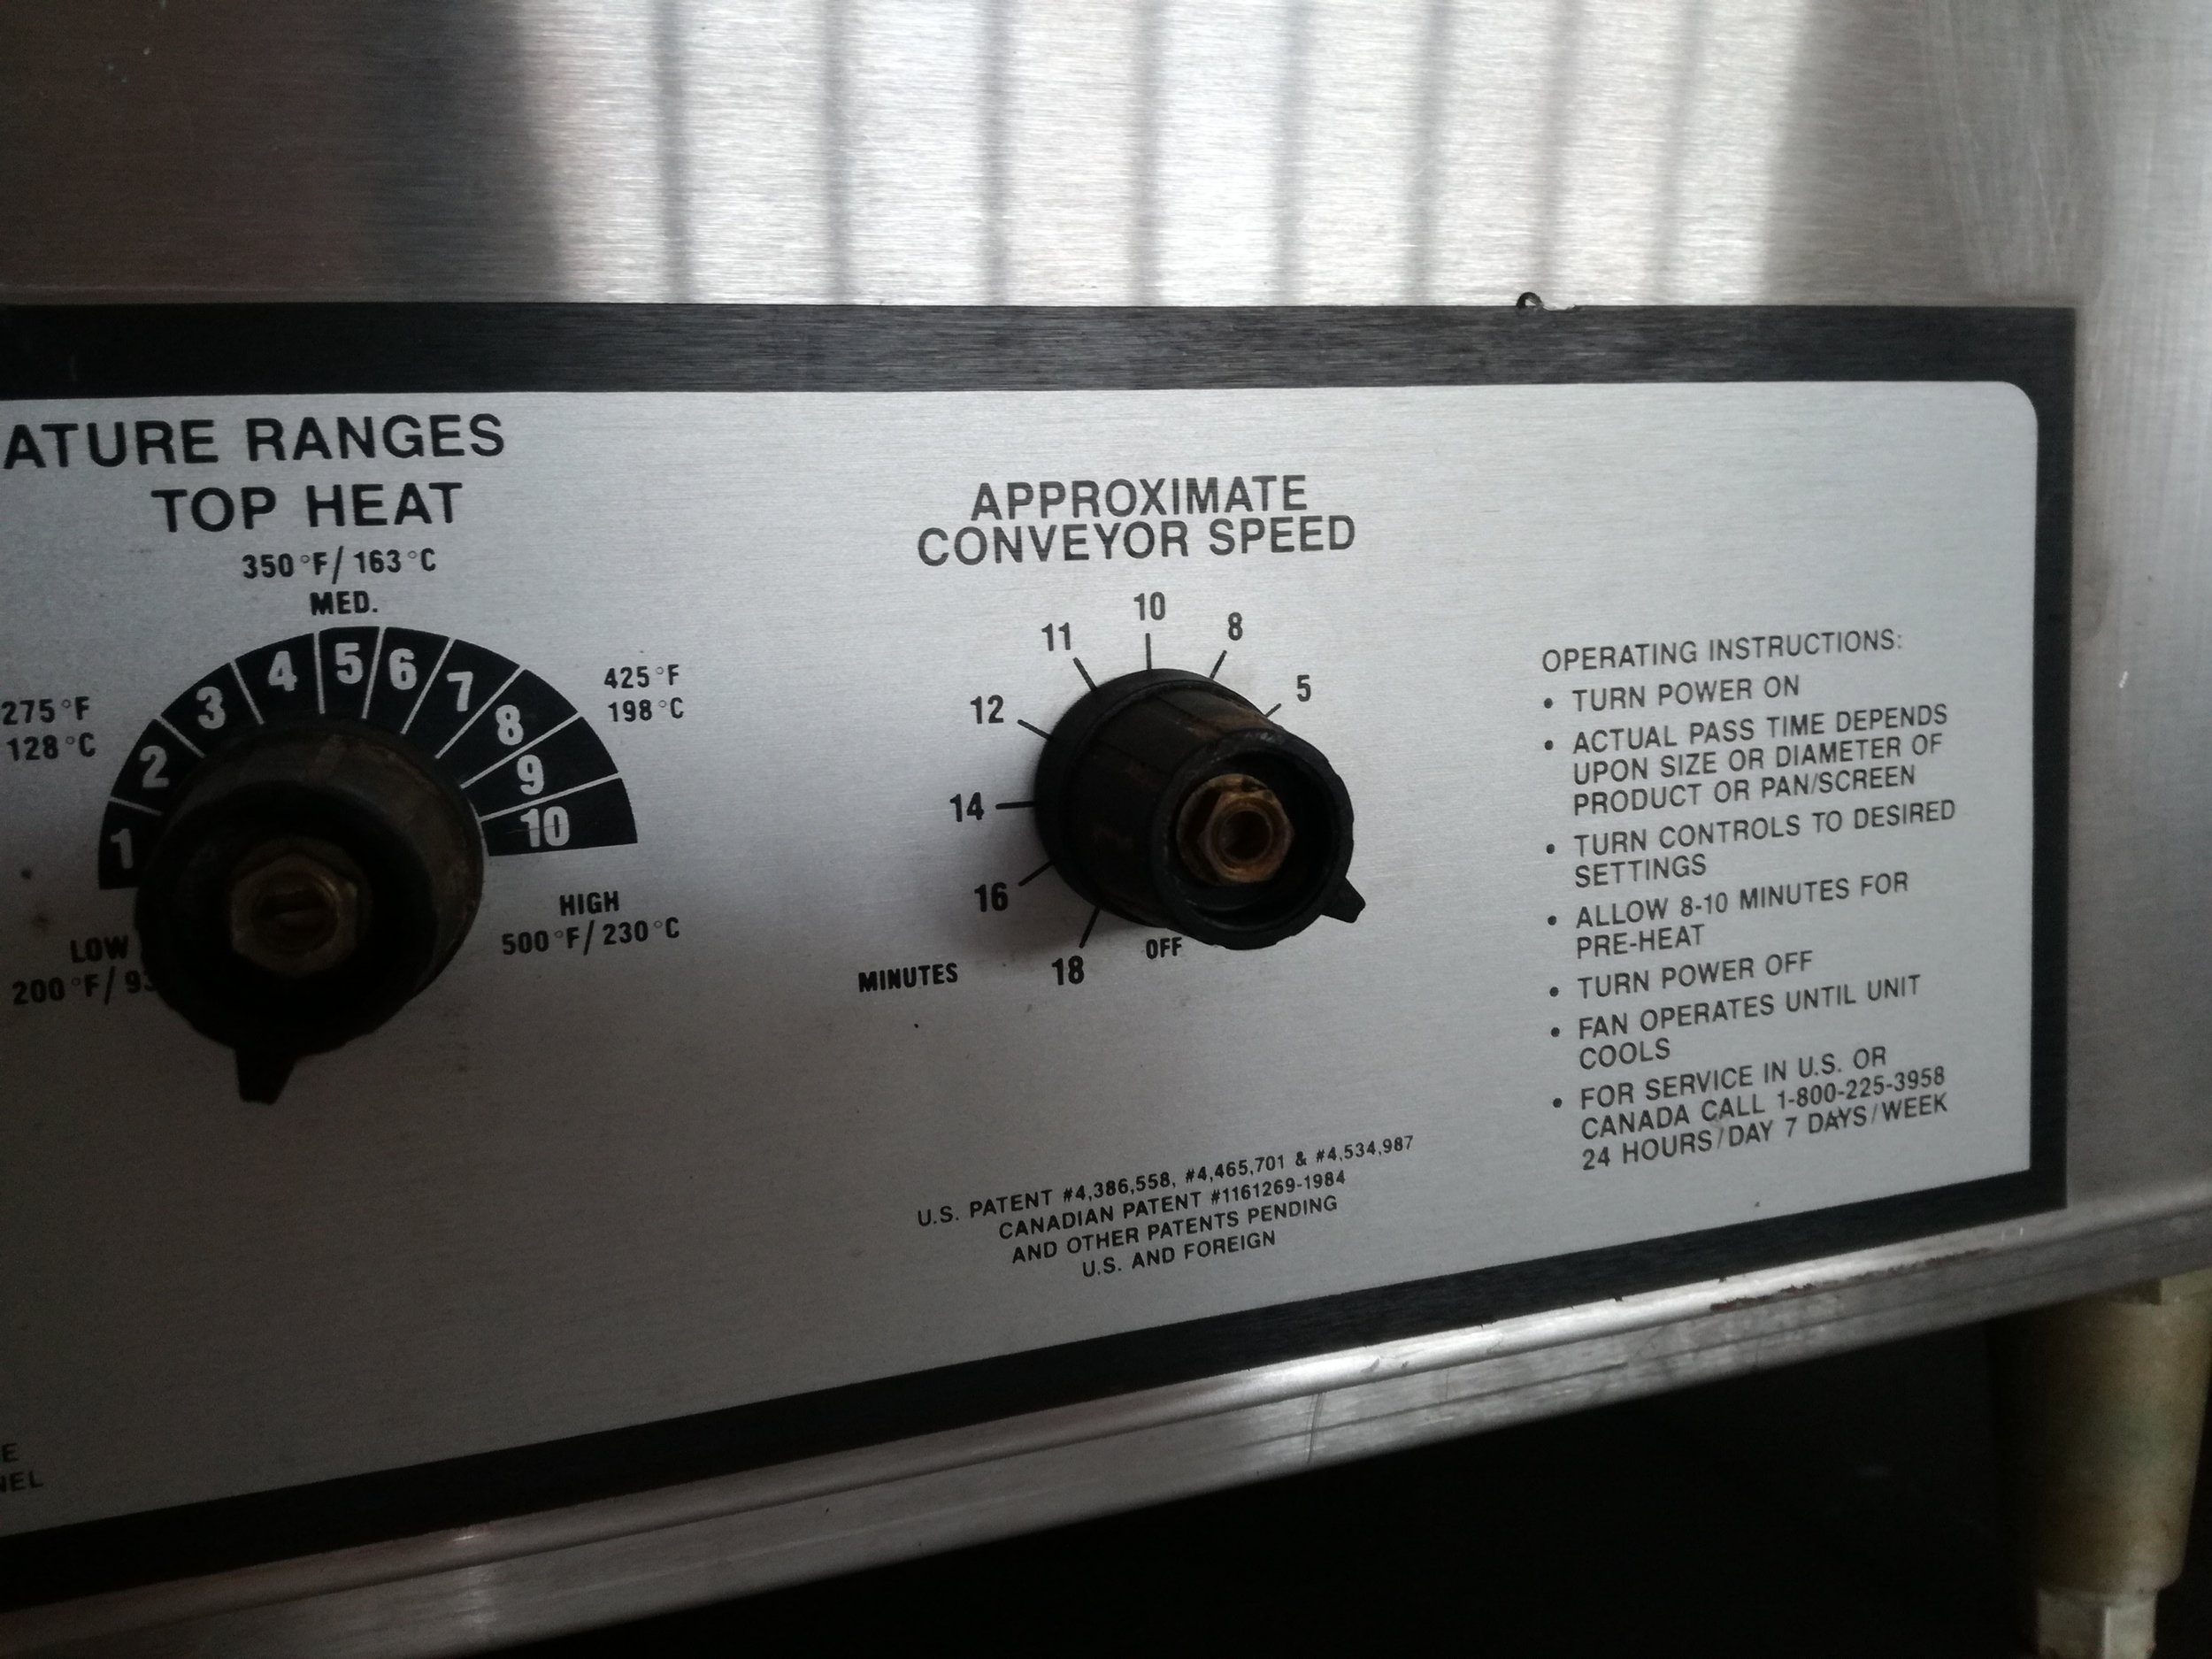 ATURE RANGES
TOP HEAT
350°F/163°C
MED.
275°F
128°C
425°F
198°C
1 2 3 4 5 6 7 8 9 10
LOW
200°F/93
HIGH
500°F/230°C
APPROXIMATE
CONVEYOR SPEED
10
11
8
12
5
14
16
18
OFF
MINUTES
OPERATING INSTRUCTIONS:
• TURN POWER ON
• ACTUAL PASS TIME DEPENDS
UPON SIZE OR DIAMETER OF
PRODUCT OR PAN/SCREEN
• TURN CONTROLS TO DESIRED
SETTINGS
• ALLOW 8-10 MINUTES FOR
PRE-HEAT
• TURN POWER OFF
• FAN OPERATES UNTIL UNIT
COOLS
• FOR SERVICE IN U.S. OR
CANADA CALL 1-800-225-3958
24 HOURS/DAY 7 DAYS/WEEK
U.S. PATENT #4,386,558, #4,465,701 & #4,534,987
CANADIAN PATENT #1161269-1984
AND OTHER PATENTS PENDING
U.S. AND FOREIGN
E
NEL